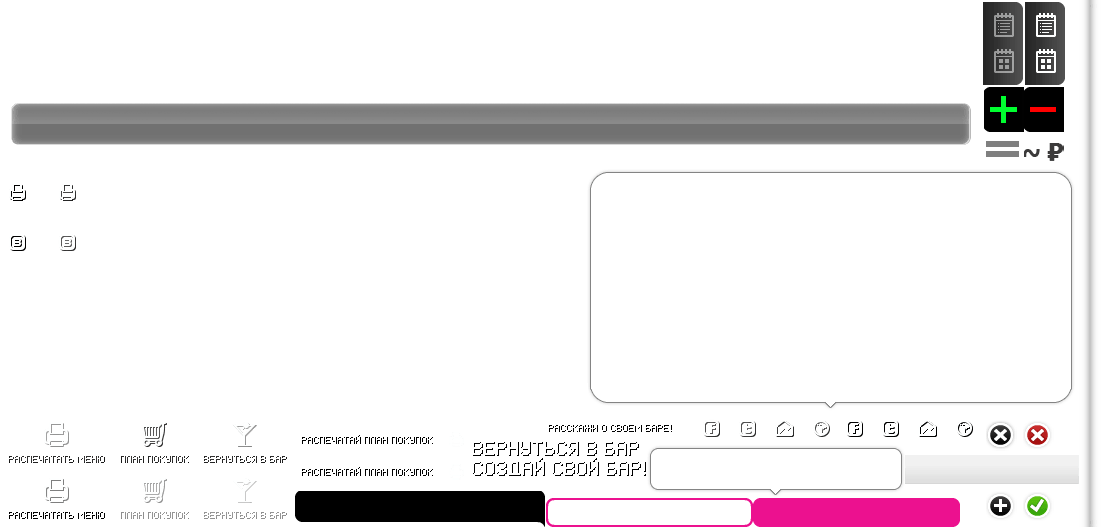 ~ ₽
РАССКАЖИ О СВОЕМ БАРЕ!
РАСПЕЧАТАТЬ МЕНЮ
ПЛАН ПОКУПОК
ВЕРНУТЬСЯ В БАР
РАСПЕЧАТАЙ ПЛАН ПОКУПОК
ВЕРНУТЬСЯ В БАР
СОЗДАЙ СВОЙ БАР!
РАСПЕЧАТАЙ ПЛАН ПОКУПОК
РАСПЕЧАТАТЬ МЕНЮ
ПЛАН ПОКУПОК
ВЕРНУТЬСЯ В БАР